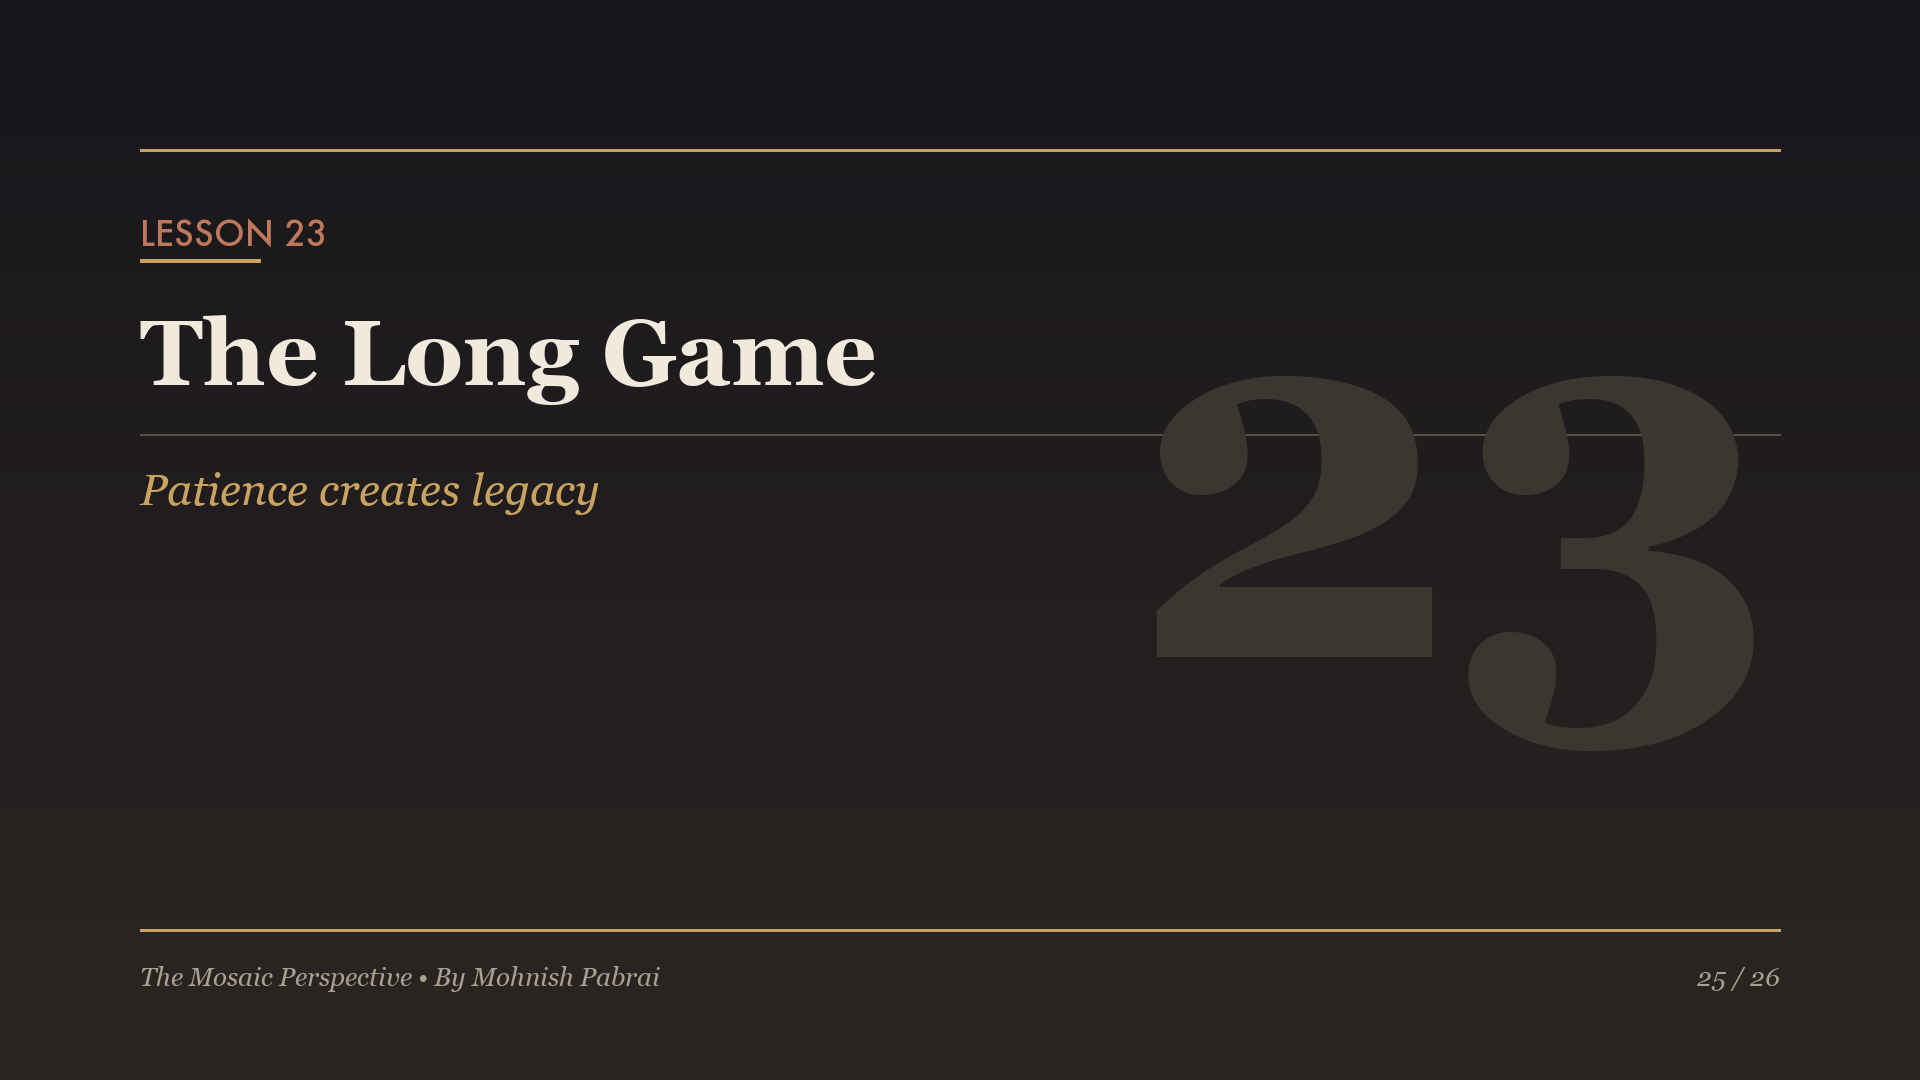 LESSON 23
The Long Game
Patience creates legacy
23
The Mosaic Perspective • By Mohnish Pabrai
25 / 26